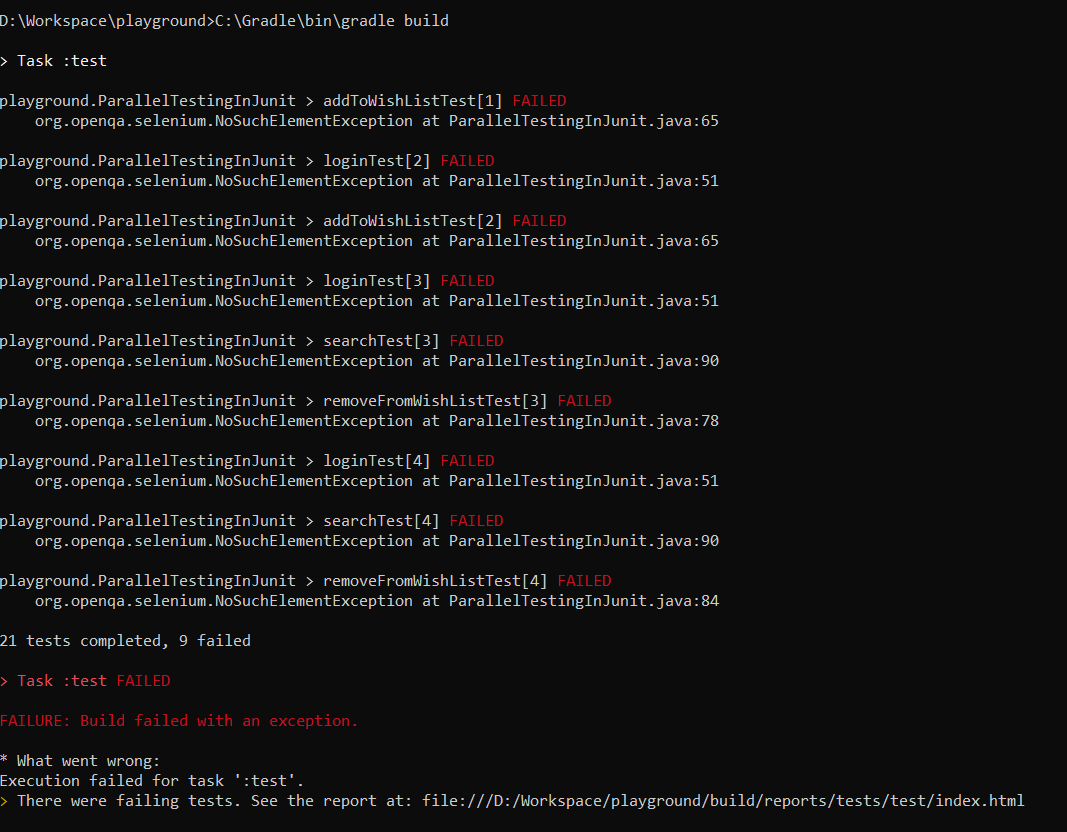 D:\Workspace\playground>C:\Gradle\bin\gradle build
> Task :test
playground.ParallelTestingInJunit > addToWishListTest[1] FAILED
org.openqa.selenium.NoSuchElementException at ParallelTestingInJunit.java:65
playground.ParallelTestingInJunit > loginTest[2] FAILED
org.openqa.selenium.NoSuchElementException at ParallelTestingInJunit.java:51
playground.ParallelTestingInJunit > addToWishListTest[2] FAILED
org.openqa.selenium.NoSuchElementException at ParallelTestingInJunit.java:65
playground.ParallelTestingInJunit > loginTest[3] FAILED
org.openqa.selenium.NoSuchElementException at ParallelTestingInJunit.java:51
playground.ParallelTestingInJunit > searchTest[3] FAILED
org.openqa.selenium.NoSuchElementException at ParallelTestingInJunit.java:90
playground.ParallelTestingInJunit > removeFromWishListTest[3] FAILED
org.openqa.selenium.NoSuchElementException at ParallelTestingInJunit.java:78
playground.ParallelTestingInJunit > loginTest[4] FAILED
org.openqa.selenium.NoSuchElementException at ParallelTestingInJunit.java:51
playground.ParallelTestingInJunit > searchTest[4] FAILED
org.openqa.selenium.NoSuchElementException at ParallelTestingInJunit.java:90
playground.ParallelTestingInJunit > removeFromWishListTest[4] FAILED
org.openqa.selenium.NoSuchElementException at ParallelTestingInJunit.java:84
21 tests completed, 9 failed
> Task :test FAILED
FAILURE: Build failed with an exception.
* What went wrong:
Execution failed for task ':test'.
> There were failing tests. See the report at: file:///D:/Workspace/playground/build/reports/tests/test/index.html